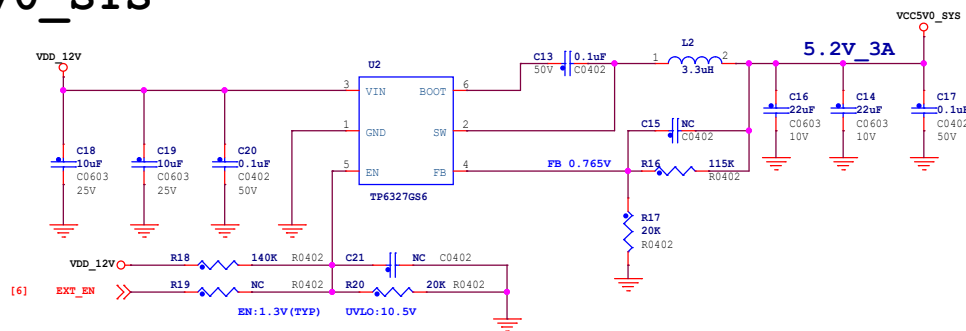 VCC5V0_SYS
VDD_12V
U2
C13 0.1uF
50V C0402
L2
1 2
3.3uH
5.2V_3A
3 VIN BOOT 6
1 GND SW 2
5 EN FB 4
TP6327GS6
C18
10uF
C0603
25V
C19
10uF
C0603
25V
C20
0.1uF
C0402
50V
C15 NC
C0402
FB 0.765V
R16 115K
R0402
R17
20K
R0402
C16
22uF
C0603
10V
C14
22uF
C0603
10V
C17
0.1uF
C0402
50V
VDD_12V R18 140K R0402 C21 NC C0402
[6] EXT_EN R19 NC R0402 R20 20K R0402
EN:1.3V(TYP) UVLO:10.5V